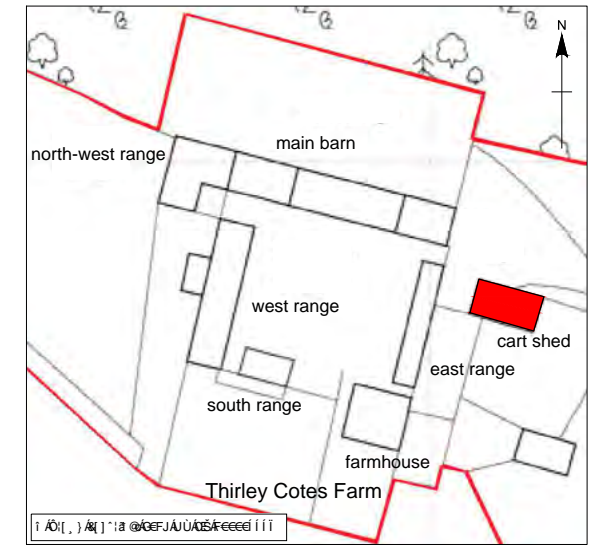 N
north-west range
main barn
west range
cart shed
east range
south range
farmhouse
Thirley Cotes Farm